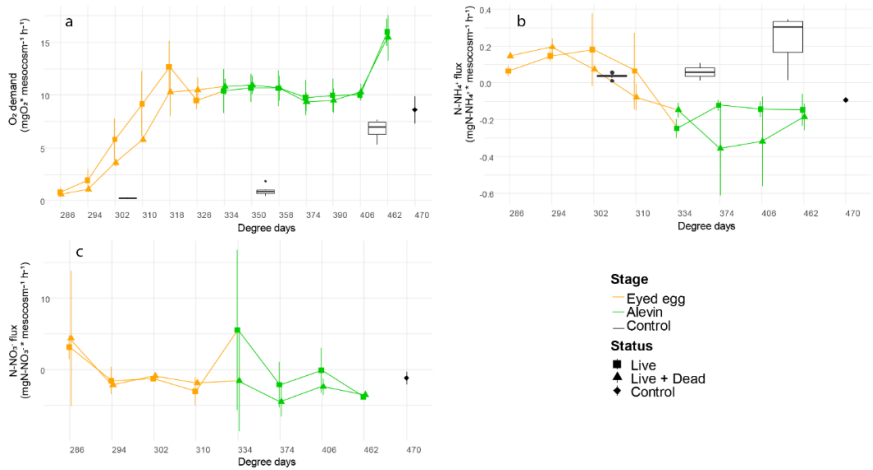 a
O₂ demand
(mgO₂* mesocosm⁻¹ h⁻¹)
15
10
5
0
286 294 302 310 318 326 334 350 358 374 390 406 462 470
Degree days
b
N-NH₄⁺ flux
(mgN-NH₄⁺* mesocosm⁻¹ h⁻¹)
0.4
0.2
0.0
-0.2
-0.4
-0.6
286 294 302 310 334 374 406 462 470
Degree days
c
N-NO₃⁻ flux
(mgN-NO₃⁻* mesocosm⁻¹ h⁻¹)
10
0
286 294 302 310 334 374 406 462 470
Degree days
Stage
Eyed egg
Alevin
Control
Status
Live
Live + Dead
Control